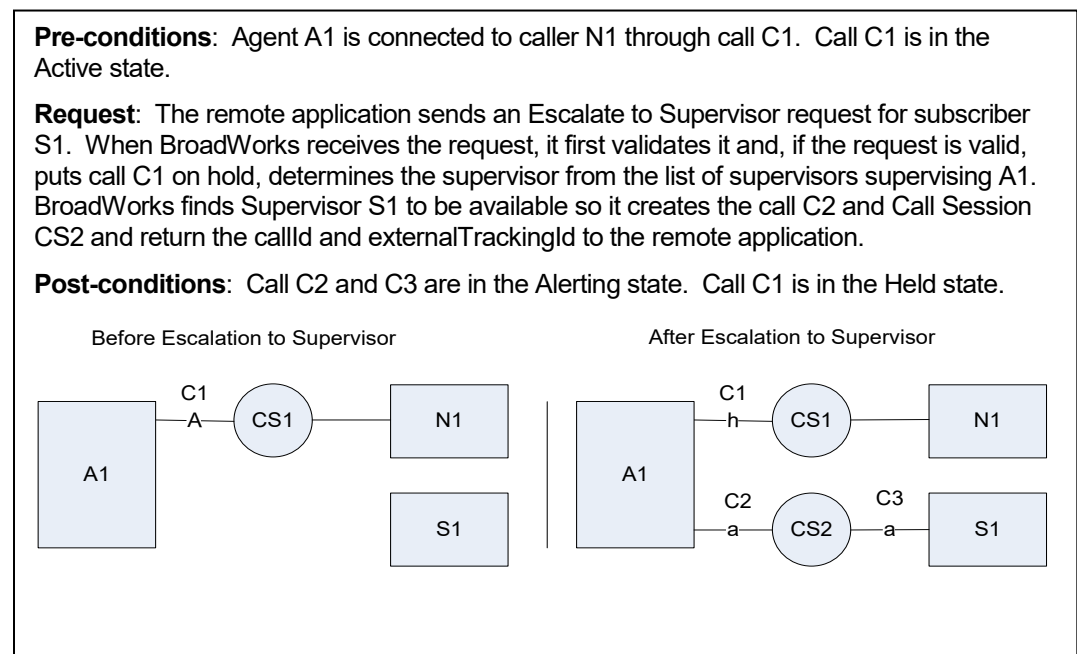 Pre-conditions: Agent A1 is connected to caller N1 through call C1. Call C1 is in the
Active state.
Request: The remote application sends an Escalate to Supervisor request for subscriber
S1. When BroadWorks receives the request, it first validates it and, if the request is valid,
puts call C1 on hold, determines the supervisor from the list of supervisors supervising A1.
BroadWorks finds Supervisor S1 to be available so it creates the call C2 and Call Session
CS2 and return the callId and externalTrackingId to the remote application.
Post-conditions: Call C2 and C3 are in the Alerting state. Call C1 is in the Held state.
Before Escalation to Supervisor
C1
A
CS1
N1
A1
S1
After Escalation to Supervisor
C1
h
CS1
N1
A1
C2
C3
a
CS2
a
S1